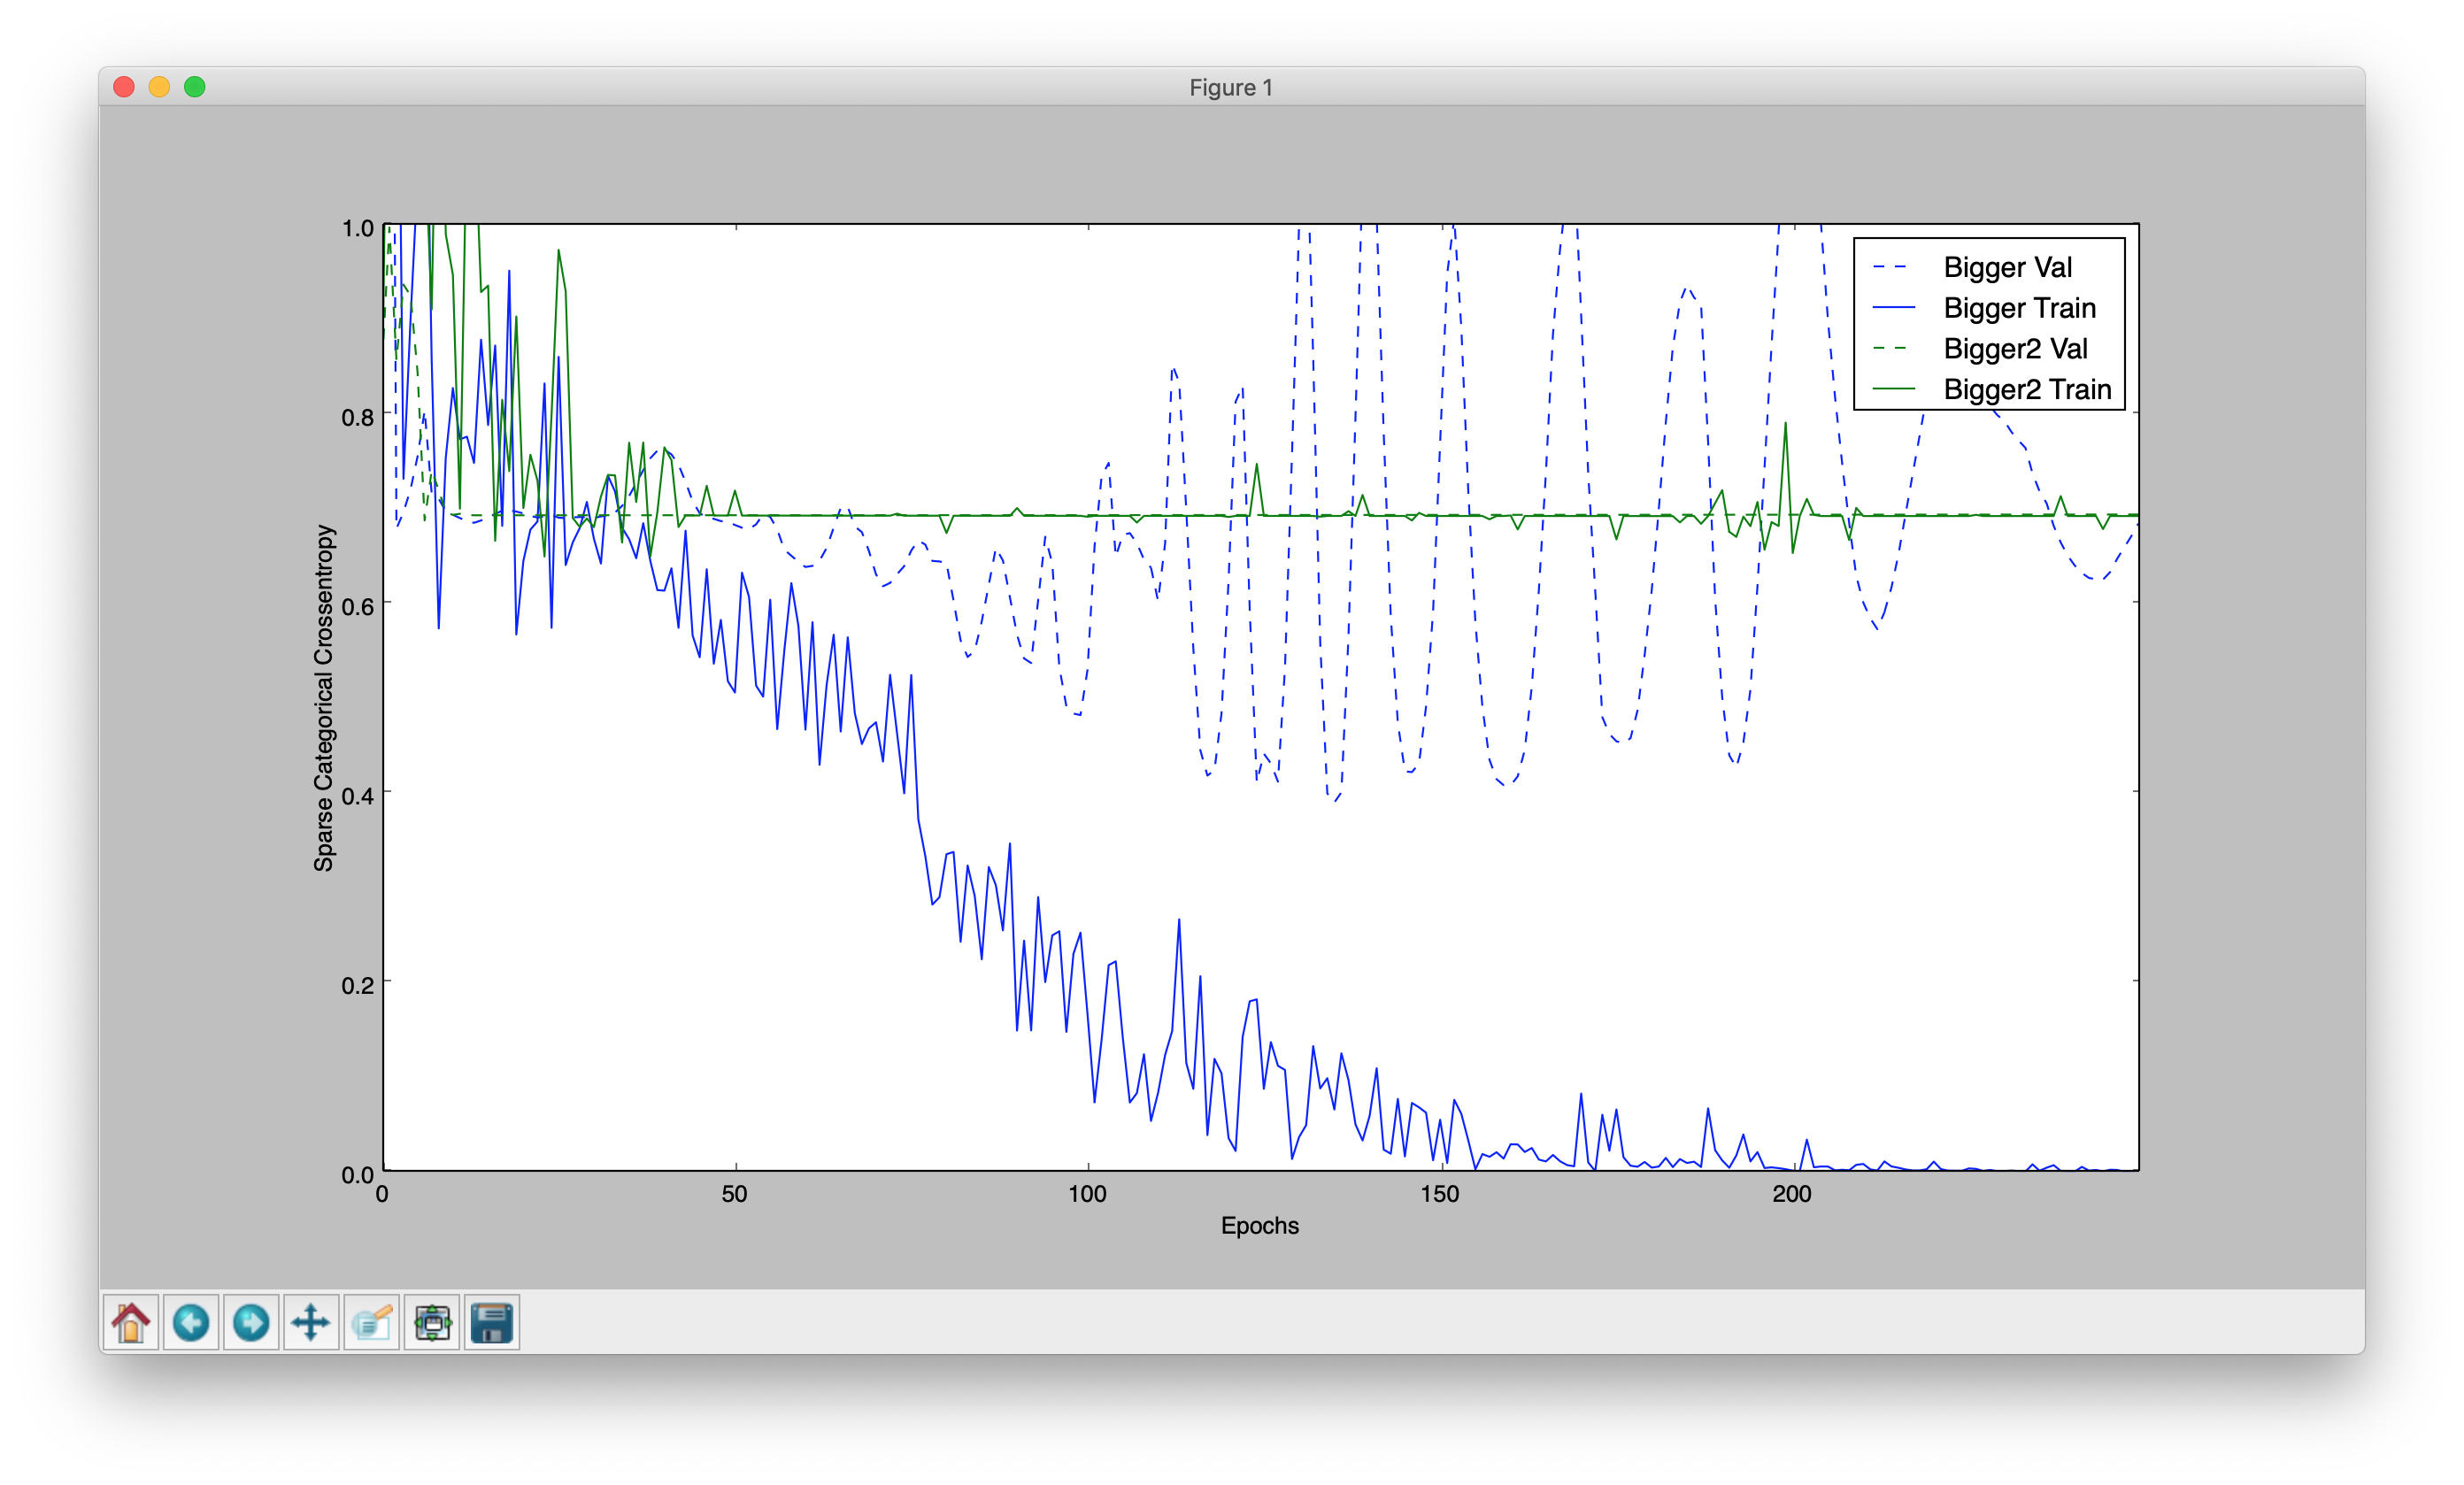 Figure 1
Bigger Val
Bigger Train
Bigger2 Val
Bigger2 Train
Sparse Categorical Crossentropy
1.0
0.8
0.6
0.4
0.2
0.0
0 50 100 150 200
Epochs